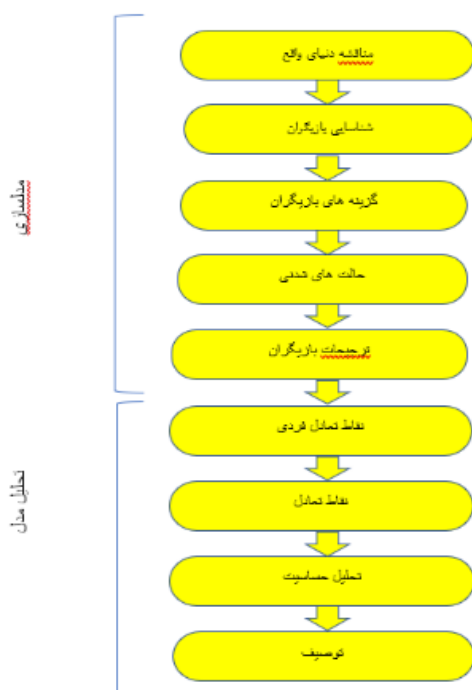 مناقشه دنیای واقع
شناسایی بازیگران
گزینه های بازیگران
حالت های شدنی
ترجیحات بازیگران
نقاط تعادل فردی
نقاط تعادل
تحلیل حساسیت
توصیف
مدلسازی
تحلیل مدل